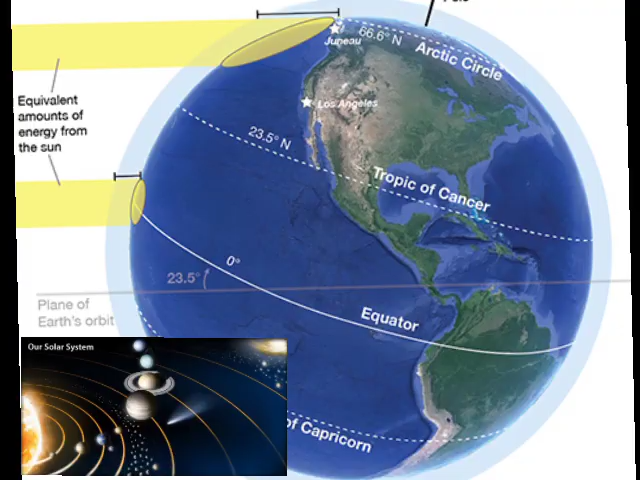 66.6° N
Arctic Circle
Juneau
Los Angeles
Equivalent
amounts of
energy from
the sun
23.5° N
Tropic of Cancer
0°
23.5°
Plane of
Earth's orbit
Equator
Our Solar System
of Capricorn